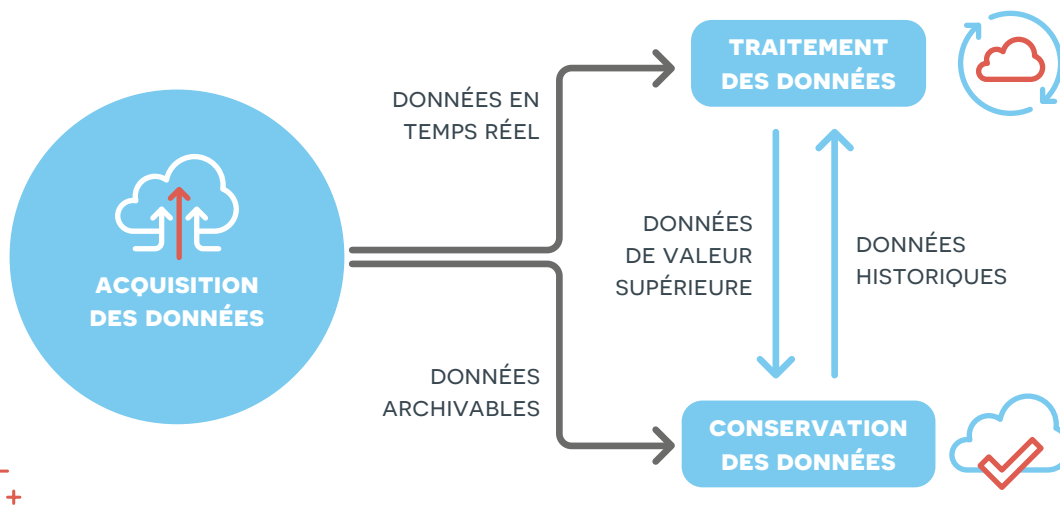 TRAITEMENT
DES DONNÉES
DONNÉES EN
TEMPS RÉEL
ACQUISITION
DES DONNÉES
DONNÉES
DE VALEUR
SUPÉRIEURE
DONNÉES
HISTORIQUES
DONNÉES
ARCHIVABLES
CONSERVATION
DES DONNÉES